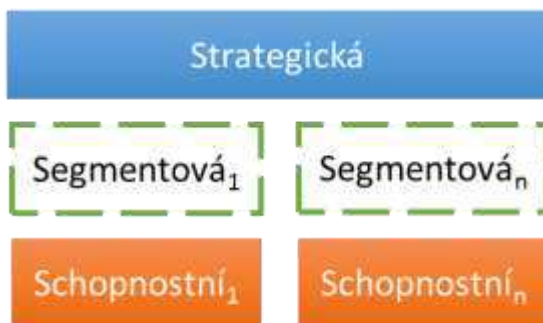 Strategická
Segmentová₁ Segmentováₙ
Schopnostní₁ Schopnostníₙ